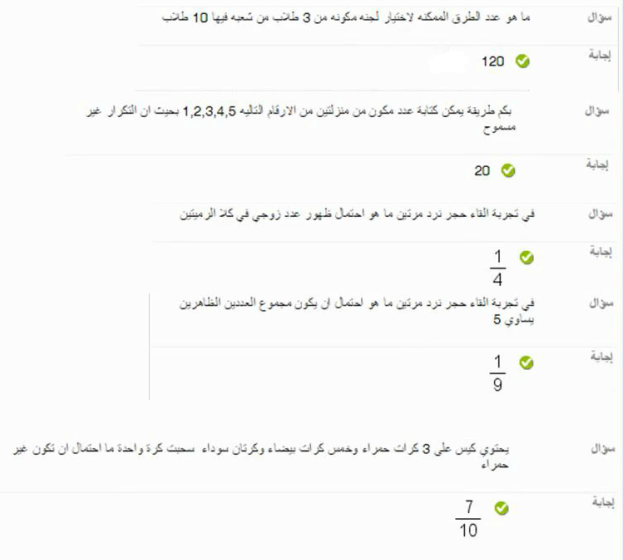 سؤال ما هو عدد الطرق الممكنه لاختيار لجنه مكونه من 3 طلاب من شعبه فيها 10 طلاب
إجابة 120
سؤال بكم طريقة يمكن كتابة عدد مكون من منزلتين من الارقام التاليه 1,2,3,4,5 بحيث ان التكرار غير
مسموح
إجابة 20
سؤال في تجربة القاء حجر نرد مرتين ما هو احتمال ظهور عدد زوجي في كلا الرميتين
إجابة 1/4
سؤال في تجربة القاء حجر نرد مرتين ما هو احتمال ان يكون مجموع العددين الظاهرين
يساوي 5
إجابة 1/9
سؤال يحتوي كيس على 3 كرات حمراء وخمس كرات بيضاء وكرتان سوداء سحبت كرة واحدة ما احتمال ان تكون غير
حمراء
إجابة 7/10